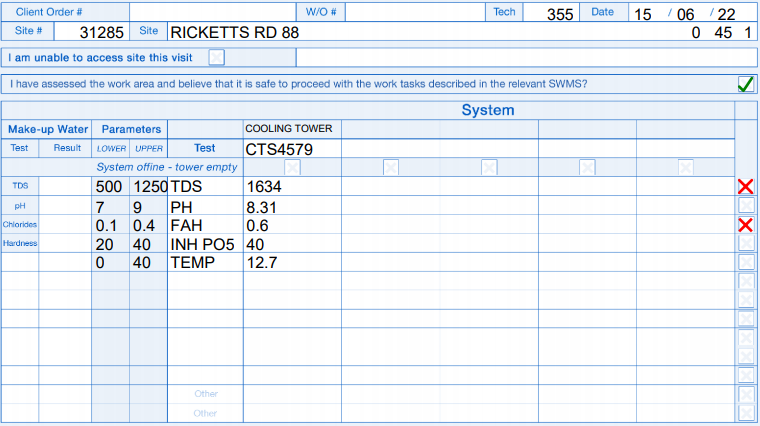 Client Order # W/O # Tech 355 Date 15 / 06 / 22
Site # 31285 Site RICKETTS RD 88 0 45 1
I am unable to access site this visit
I have assessed the work area and believe that it is safe to proceed with the work tasks described in the relevant SWMS?
System
Make-up Water Parameters COOLING TOWER
Test Result LOWER UPPER Test CTS4579
System offine - tower empty
TDS 500 1250 TDS 1634
pH 7 9 PH 8.31
Chlorides 0.1 0.4 FAH 0.6
Hardness 20 40 INH PO5 40
0 40 TEMP 12.7
Other
Other